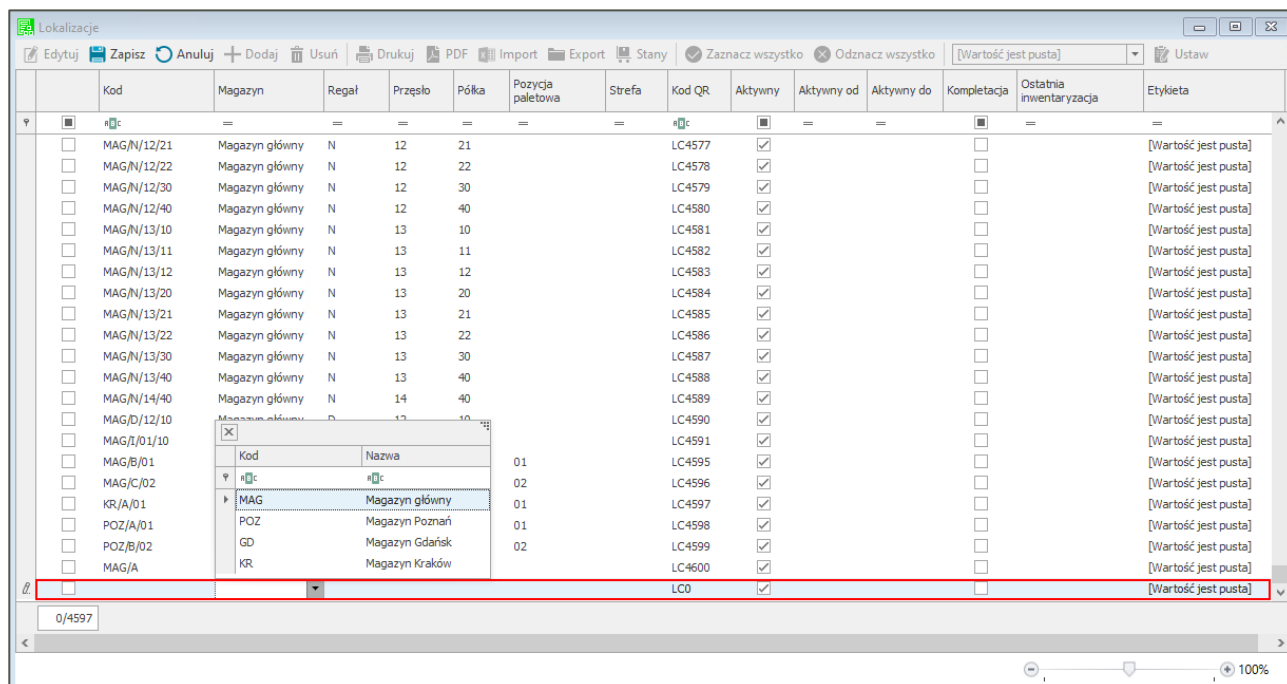 Lokalizacje
Edytuj Zapisz Anuluj Dodaj Usuń Drukuj PDF Import Export Stany Zaznacz wszystko Odznacz wszystko [Wartość jest pusta] Ustaw
Kod Magazyn Regał Przęsło Półka Pozycja paletowa Strefa Kod QR Aktywny Aktywny od Aktywny do Kompletacja Ostatnia inwentaryzacja Etykieta
ABC = = = = = = ABC = = = =
MAG/N/12/21 Magazyn główny N 12 21 LC4577 [Wartość jest pusta]
MAG/N/12/22 Magazyn główny N 12 22 LC4578 [Wartość jest pusta]
MAG/N/12/30 Magazyn główny N 12 30 LC4579 [Wartość jest pusta]
MAG/N/12/40 Magazyn główny N 12 40 LC4580 [Wartość jest pusta]
MAG/N/13/10 Magazyn główny N 13 10 LC4581 [Wartość jest pusta]
MAG/N/13/11 Magazyn główny N 13 11 LC4582 [Wartość jest pusta]
MAG/N/13/12 Magazyn główny N 13 12 LC4583 [Wartość jest pusta]
MAG/N/13/20 Magazyn główny N 13 20 LC4584 [Wartość jest pusta]
MAG/N/13/21 Magazyn główny N 13 21 LC4585 [Wartość jest pusta]
MAG/N/13/22 Magazyn główny N 13 22 LC4586 [Wartość jest pusta]
MAG/N/13/30 Magazyn główny N 13 30 LC4587 [Wartość jest pusta]
MAG/N/13/40 Magazyn główny N 13 40 LC4588 [Wartość jest pusta]
MAG/N/14/40 Magazyn główny N 14 40 LC4589 [Wartość jest pusta]
MAG/D/12/10 Magazyn główny D 12 10 LC4590 [Wartość jest pusta]
MAG/I/01/10 LC4591 [Wartość jest pusta]
MAG/B/01 01 LC4595 [Wartość jest pusta]
MAG/C/02 02 LC4596 [Wartość jest pusta]
KR/A/01 01 LC4597 [Wartość jest pusta]
POZ/A/01 01 LC4598 [Wartość jest pusta]
POZ/B/02 02 LC4599 [Wartość jest pusta]
MAG/A LC4600 [Wartość jest pusta]
LC0 [Wartość jest pusta]
Kod Nazwa
ABC ABC
MAG Magazyn główny
POZ Magazyn Poznań
GD Magazyn Gdańsk
KR Magazyn Kraków
0/4597
100%